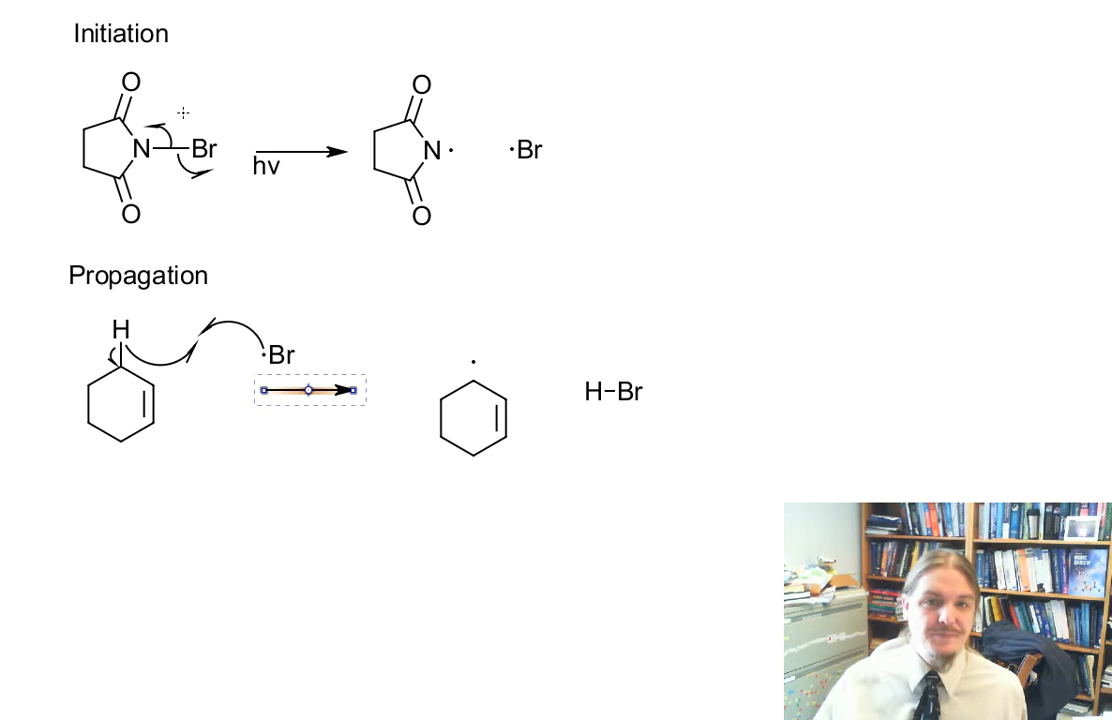 Initiation
O
N Br
hv
O
N · ·Br
O
O
Propagation
H
·Br
·
H-Br